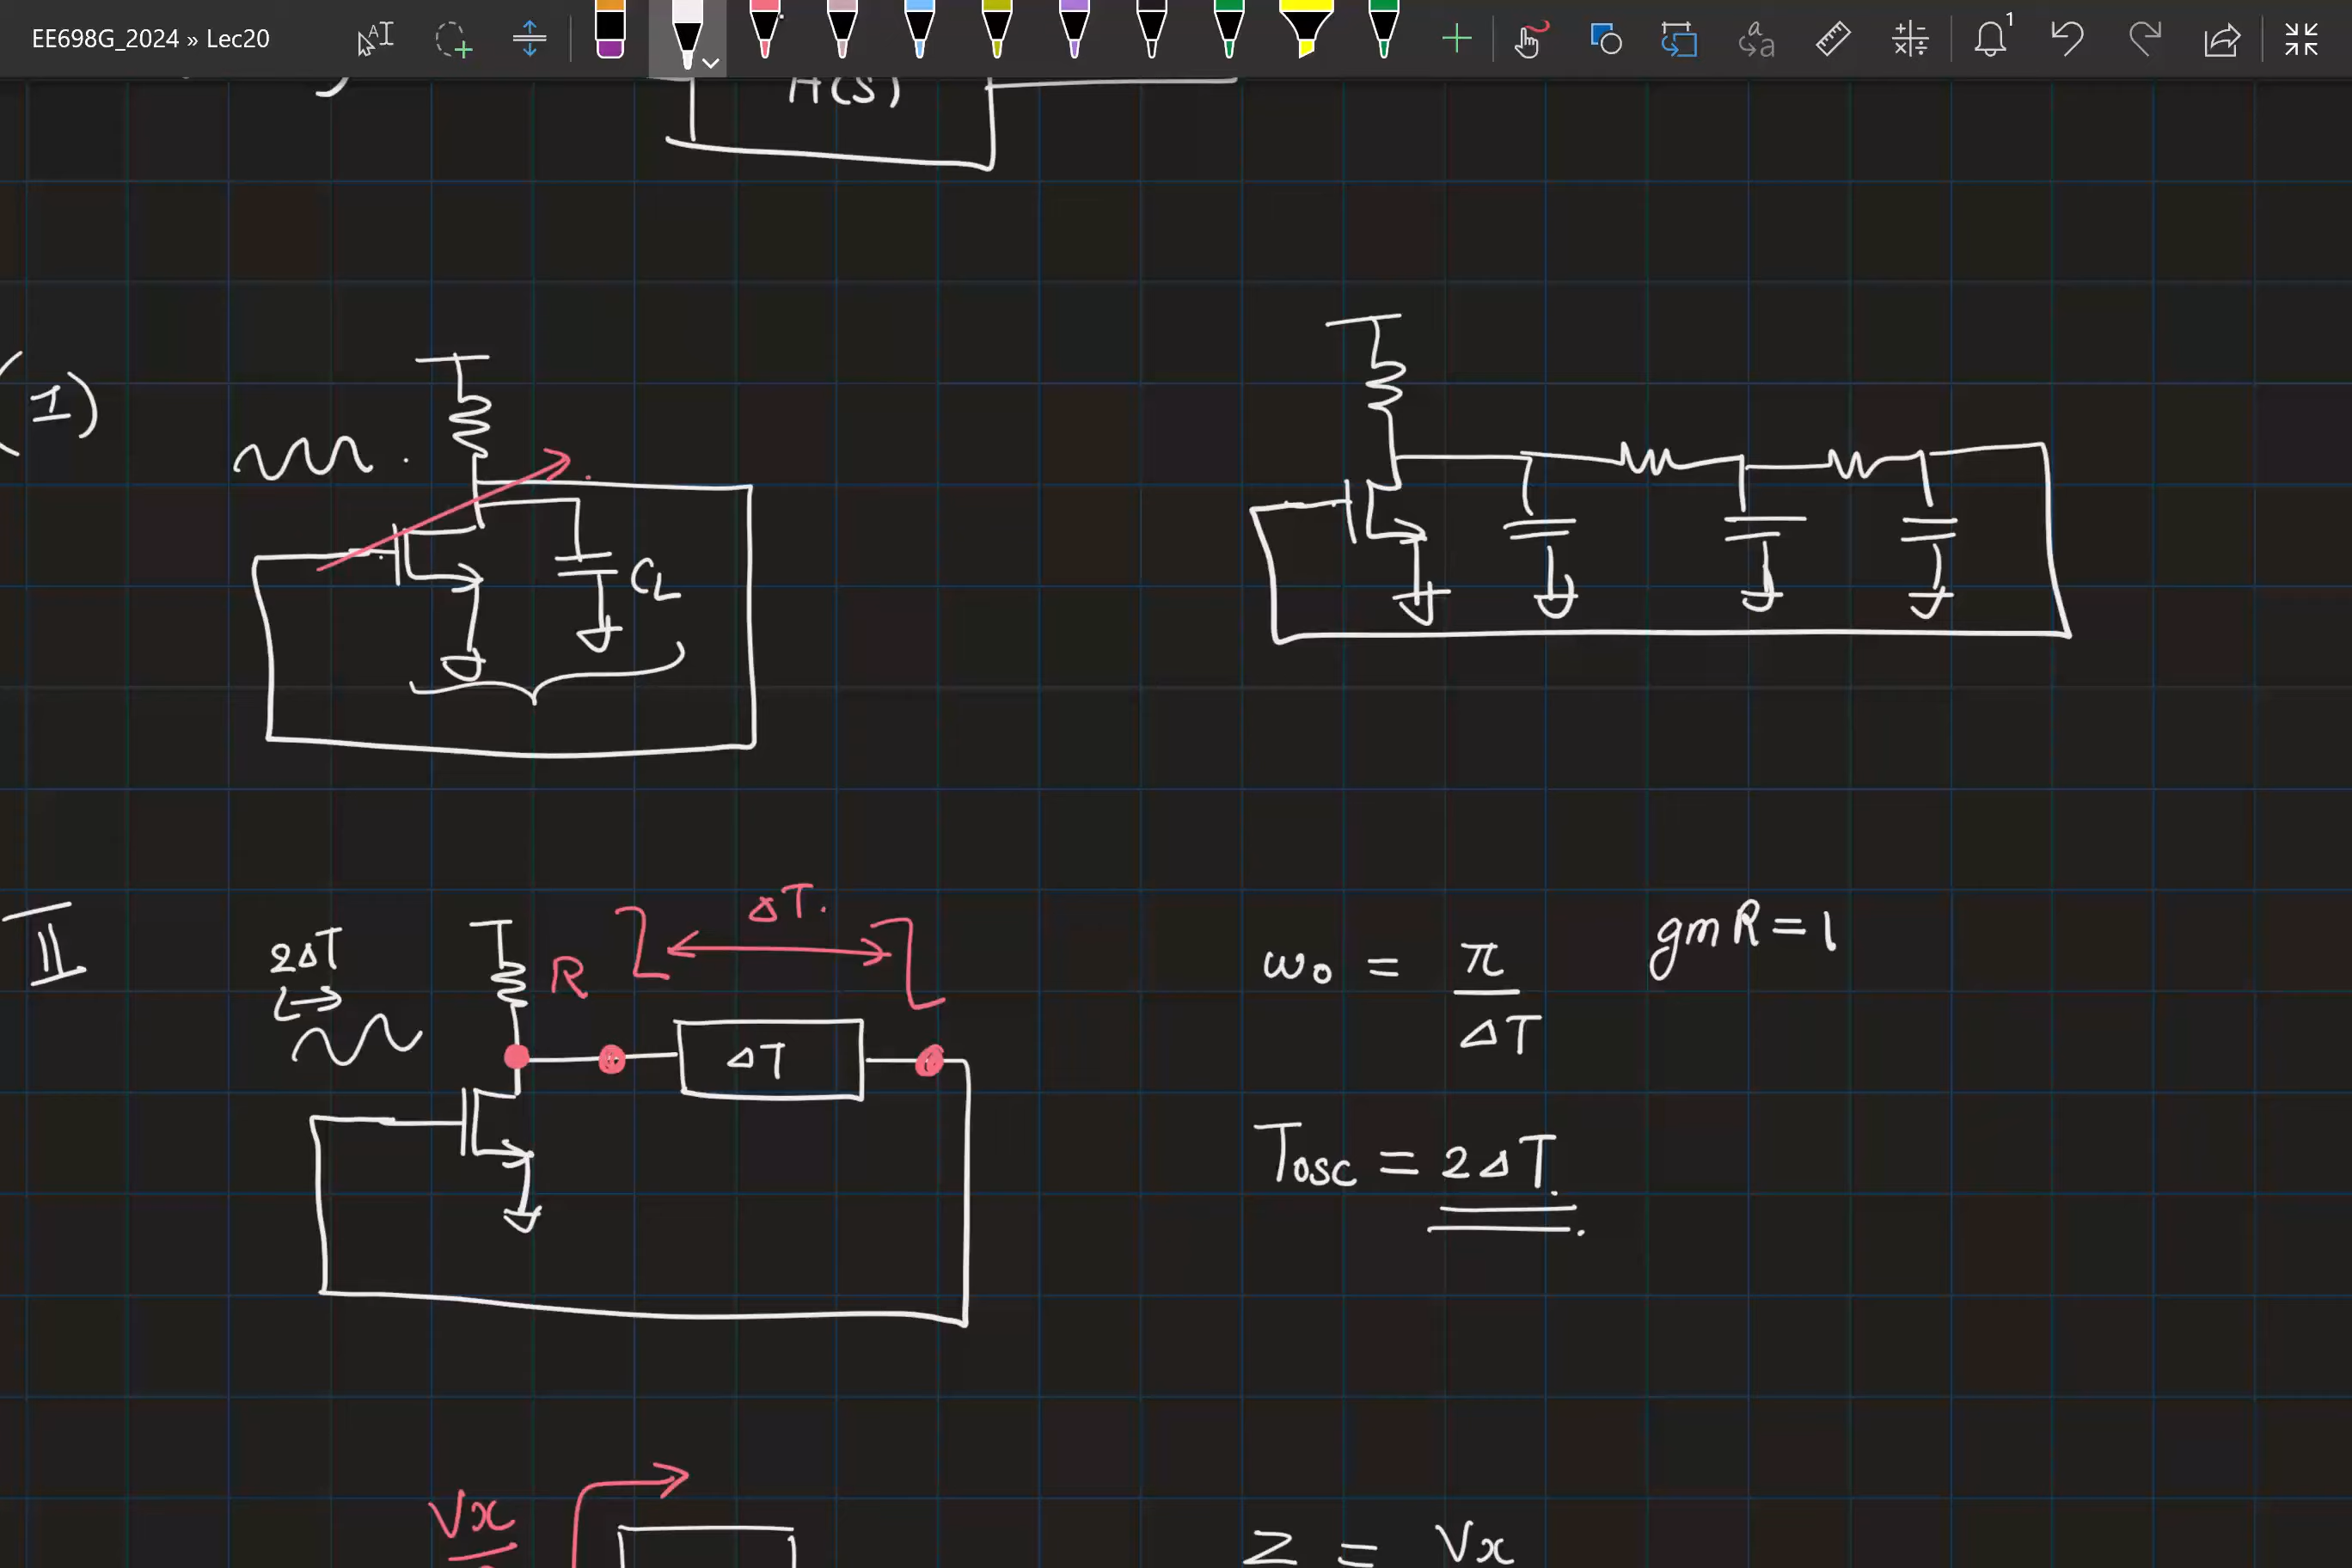 EE698G_2024 » Lec20
H(S)
(I)
CL
II
2ΔT
R
ΔT.
ΔT
ω₀ = π/ΔT
gmR = 1
Tosc = 2ΔT.
Vx
Z = Vx